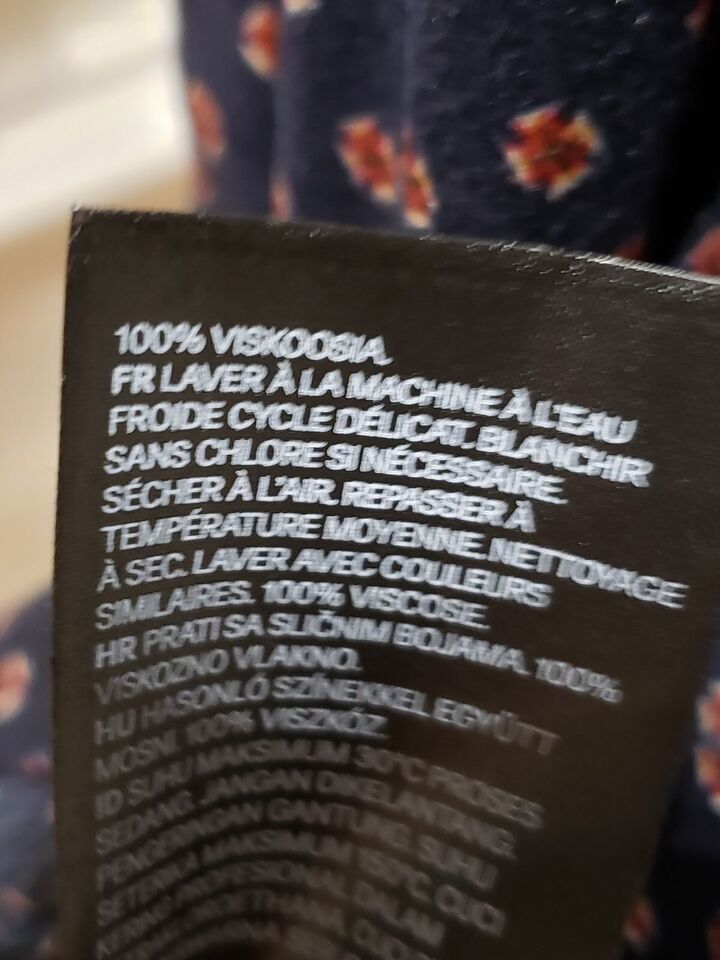 100% VISKOOSIA.
FR LAVER À LA MACHINE À L'EAU
FROIDE CYCLE DÉLICAT. BLANCHIR
SANS CHLORE SI NÉCESSAIRE.
SÉCHER À L'AIR. REPASSER À
TEMPÉRATURE MOYENNE. NETTOYAGE
À SEC. LAVER AVEC COULEURS
SIMILAIRES. 100% VISCOSE.
HR PRATI SA SLIČNIM BOJAMA. 100%
VISKOZNO VLAKNO.
HU HASONLÓ SZÍNEKKEL EGYÜTT
MOSNI. 100% VISZKÓZ.
ID SUHU MAKSIMUM 30°C PROSES
SEDANG. JANGAN DIKELANTANG.
PENGERINGAN GANTUNG. SUHU
SETERIKA MAKSIMUM 150°C. CUCI
KERING PROFESIONAL DALAM